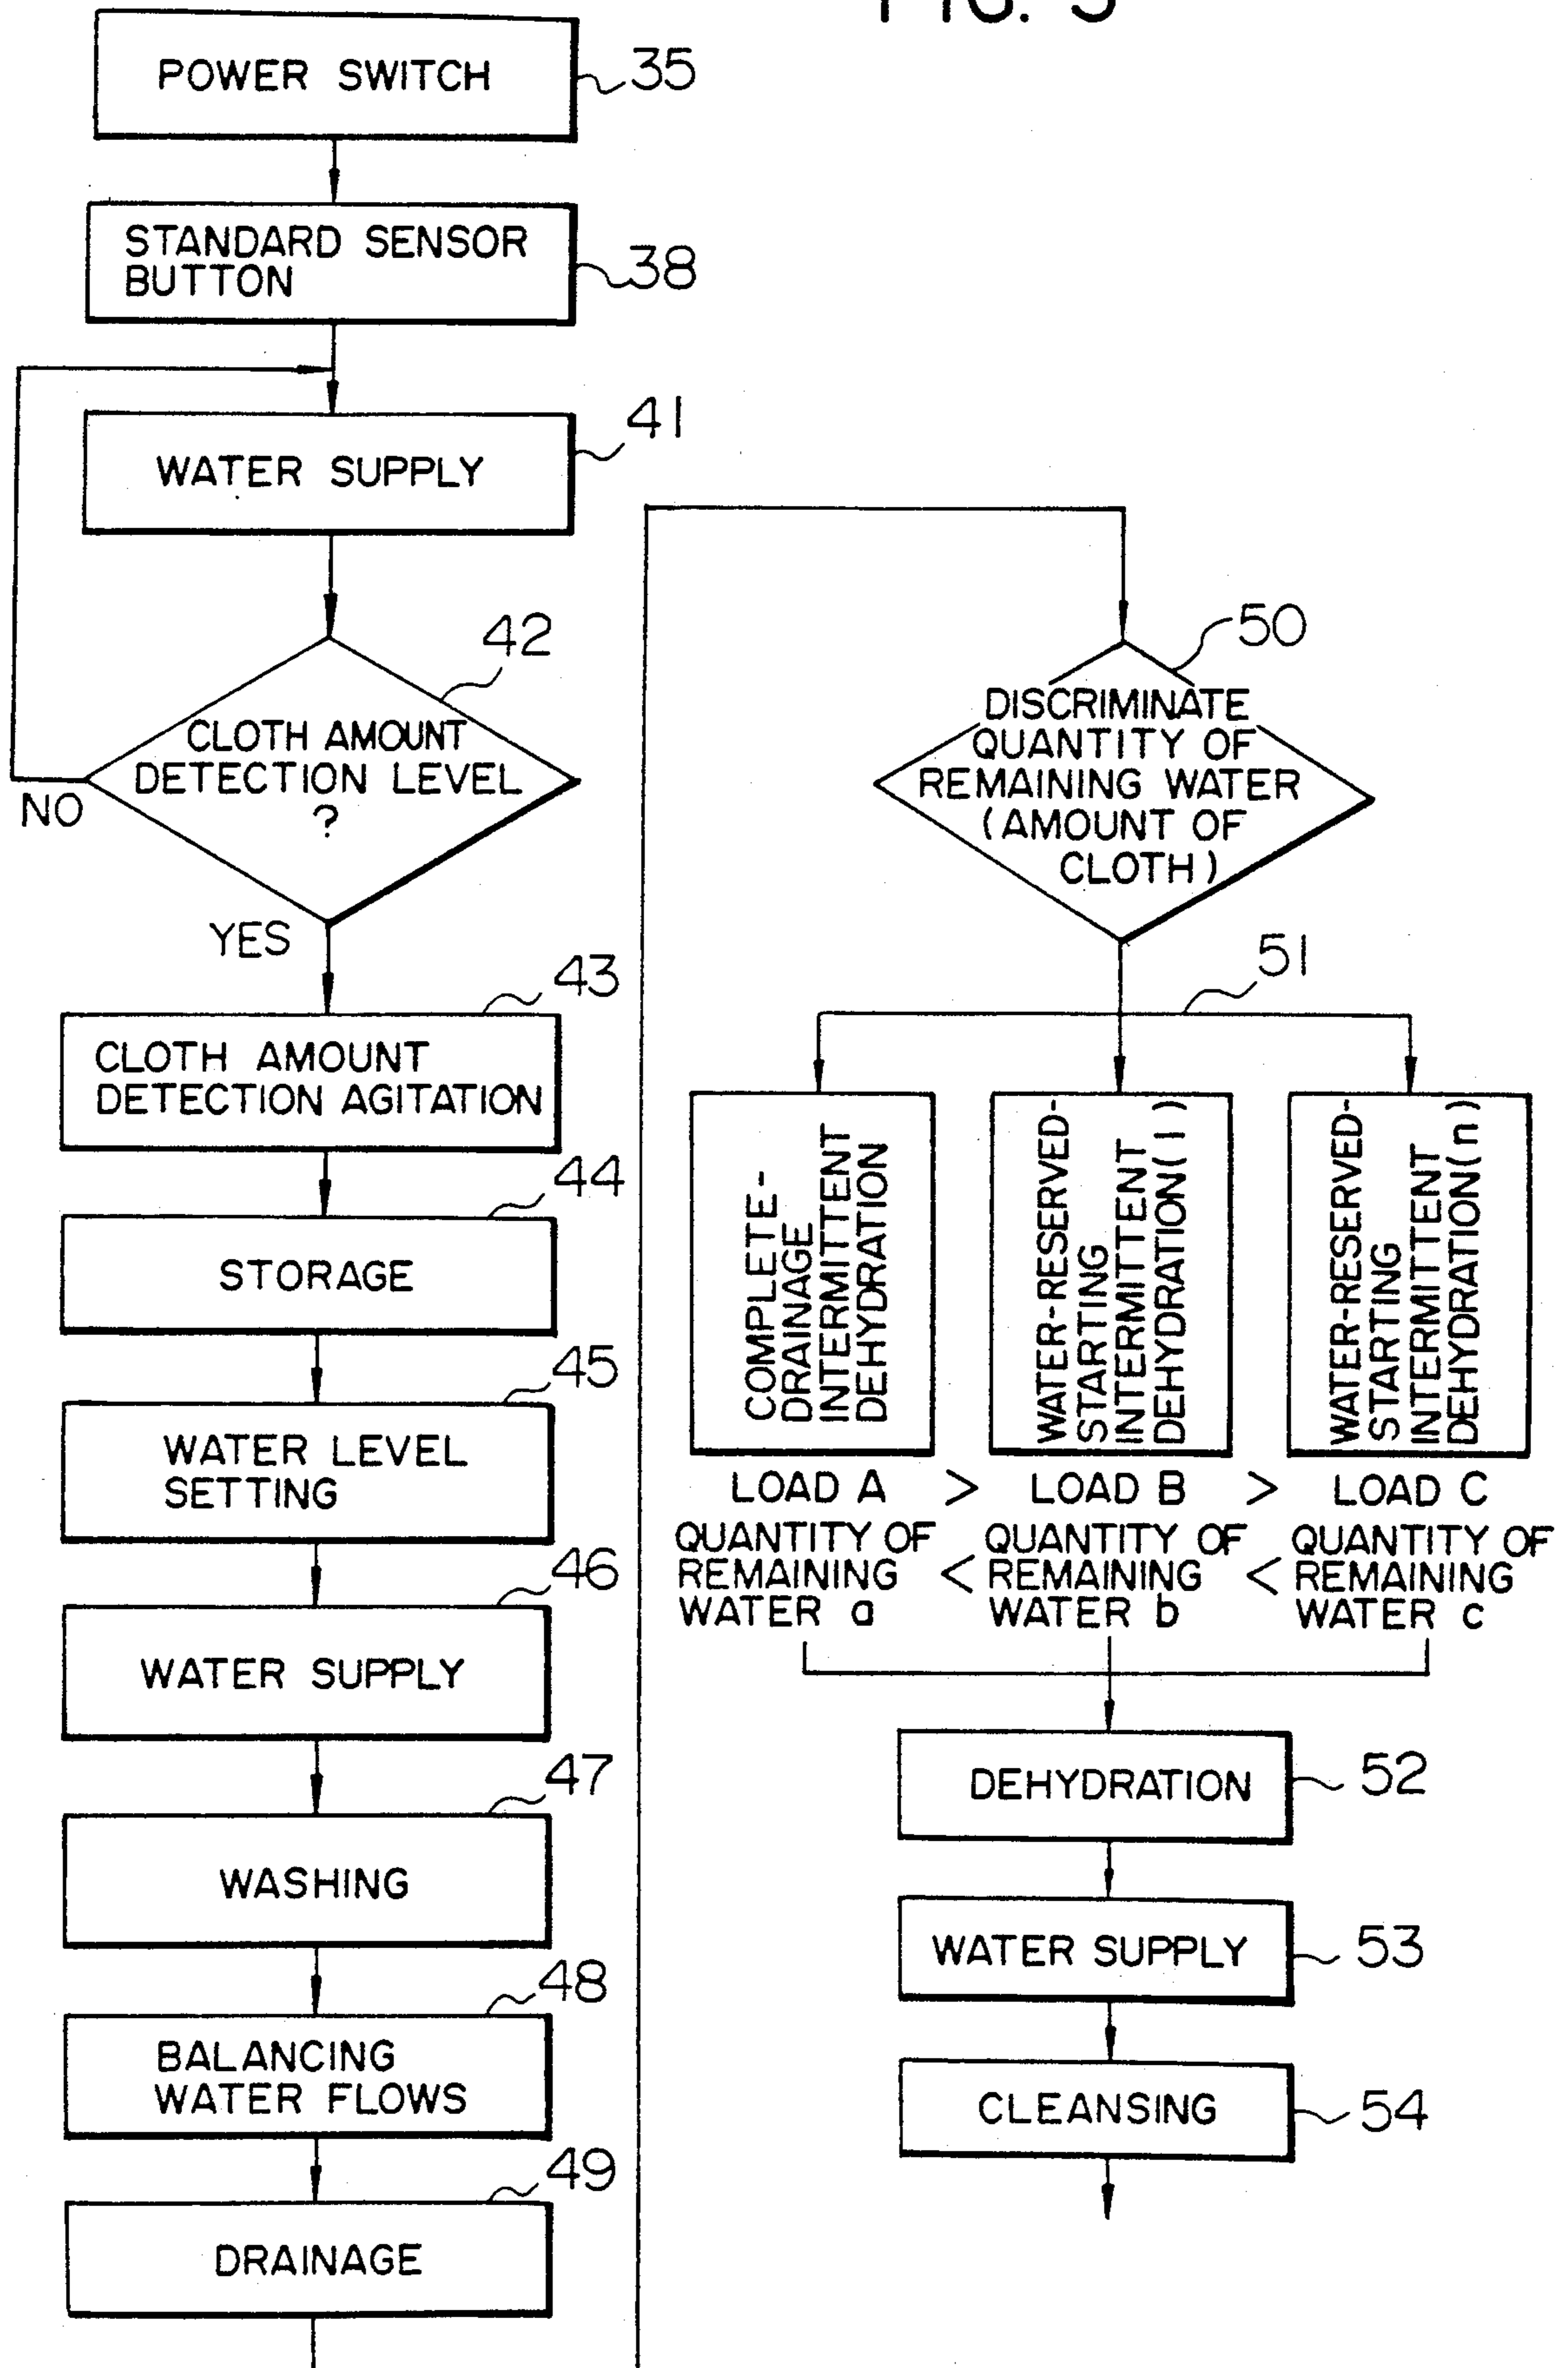 FIG. 5
POWER SWITCH
35
STANDARD SENSOR
BUTTON
38
WATER SUPPLY
41
42
CLOTH AMOUNT
DETECTION LEVEL
?
NO
YES
43
CLOTH AMOUNT
DETECTION AGITATION
44
STORAGE
45
WATER LEVEL
SETTING
46
WATER SUPPLY
47
WASHING
48
BALANCING
WATER FLOWS
49
DRAINAGE
50
DISCRIMINATE
QUANTITY OF
REMAINING WATER
(AMOUNT OF
CLOTH)
51
COMPLETE-
DRAINAGE
INTERMITTENT
DEHYDRATION
WATER-RESERVED-
STARTING
INTERMITTENT
DEHYDRATION(1)
WATER-RESERVED-
STARTING
INTERMITTENT
DEHYDRATION(n)
LOAD A > LOAD B > LOAD C
QUANTITY OF
REMAINING
WATER a
<
QUANTITY OF
REMAINING
WATER b
<
QUANTITY OF
REMAINING
WATER c
DEHYDRATION
52
WATER SUPPLY
53
CLEANSING
54